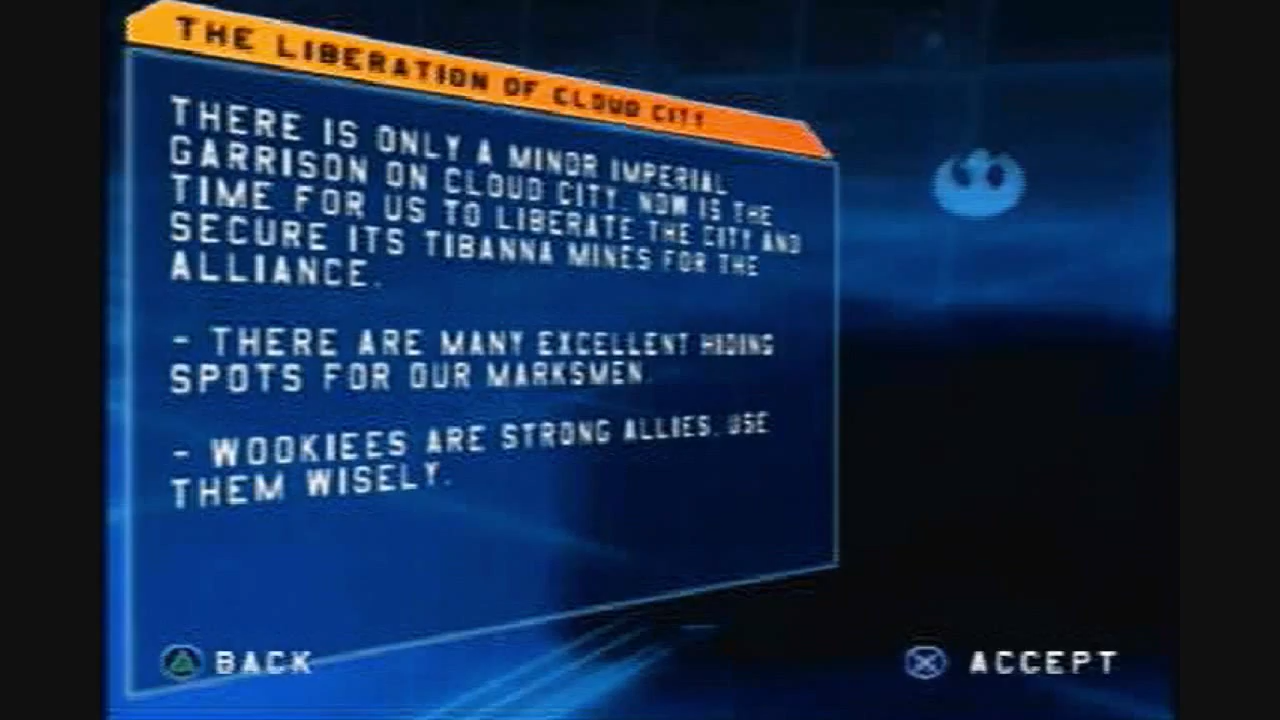 THE LIBERATION OF CLOUD CITY
THERE IS ONLY A MINOR IMPERIAL
GARRISON ON CLOUD CITY. NOW IS THE
TIME FOR US TO LIBERATE THE CITY AND
SECURE ITS TIBANNA MINES FOR THE
ALLIANCE.
- THERE ARE MANY EXCELLENT HIDING
SPOTS FOR OUR MARKSMEN.
- WOOKIEES ARE STRONG ALLIES. USE
THEM WISELY.
BACK
ACCEPT